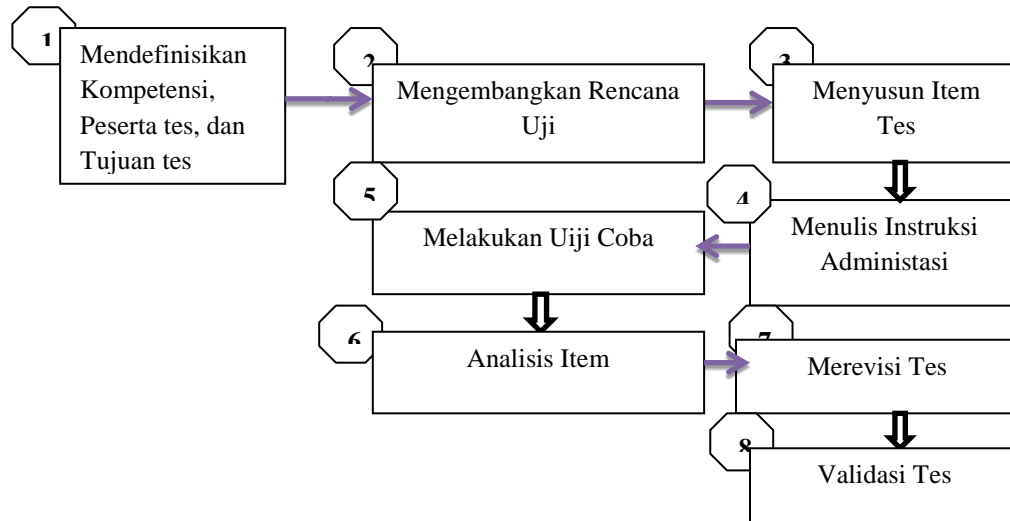 1
Mendefinisikan
Kompetensi,
Peserta tes, dan
Tujuan tes
2
Mengembangkan Rencana
Uji
3
Menyusun Item
Tes
4
Menulis Instruksi
Administasi
5
Melakukan Uiji Coba
6
Analisis Item
7
Merevisi Tes
8
Validasi Tes